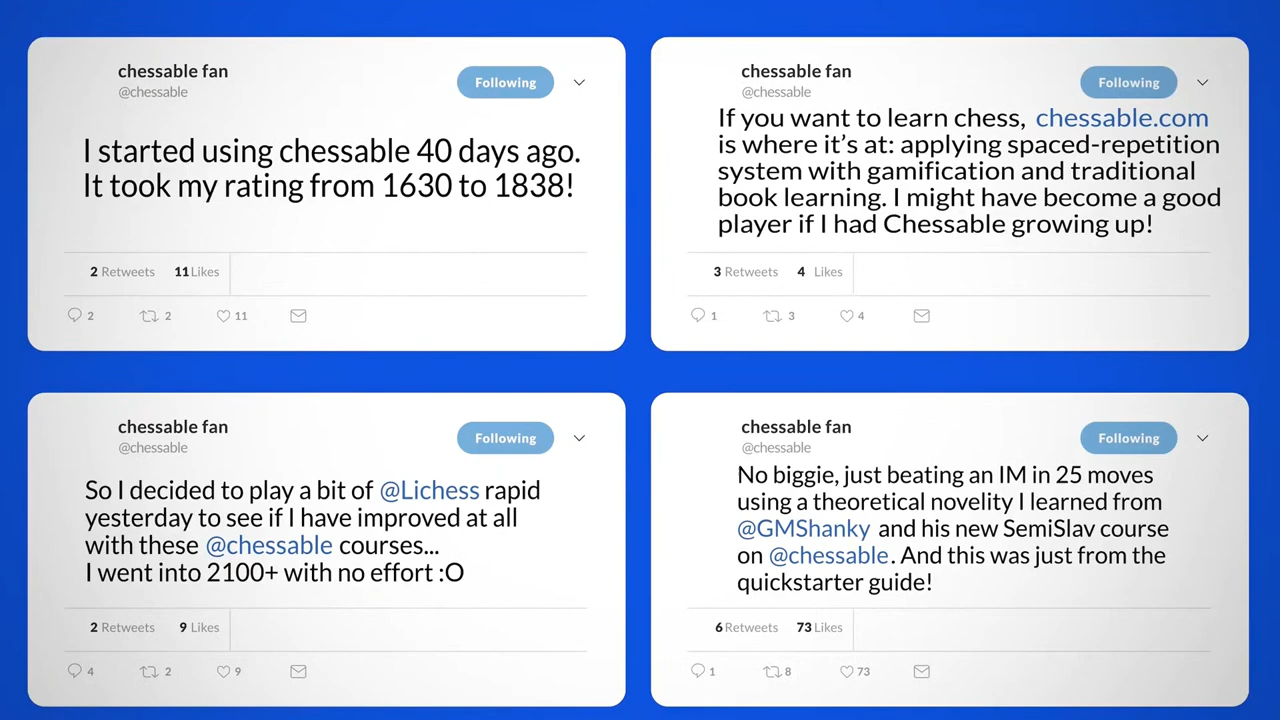 chessable fan
@chessable
Following
I started using chessable 40 days ago.
It took my rating from 1630 to 1838!
2 Retweets 11 Likes
2 2 11
chessable fan
@chessable
Following
If you want to learn chess, chessable.com
is where it’s at: applying spaced-repetition
system with gamification and traditional
book learning. I might have become a good
player if I had Chessable growing up!
3 Retweets 4 Likes
1 3 4
chessable fan
@chessable
Following
So I decided to play a bit of @Lichess rapid
yesterday to see if I have improved at all
with these @chessable courses...
I went into 2100+ with no effort :O
2 Retweets 9 Likes
4 2 9
chessable fan
@chessable
Following
No biggie, just beating an IM in 25 moves
using a theoretical novelity I learned from
@GMShanky and his new SemiSlav course
on @chessable. And this was just from the
quickstarter guide!
6 Retweets 73 Likes
1 8 73